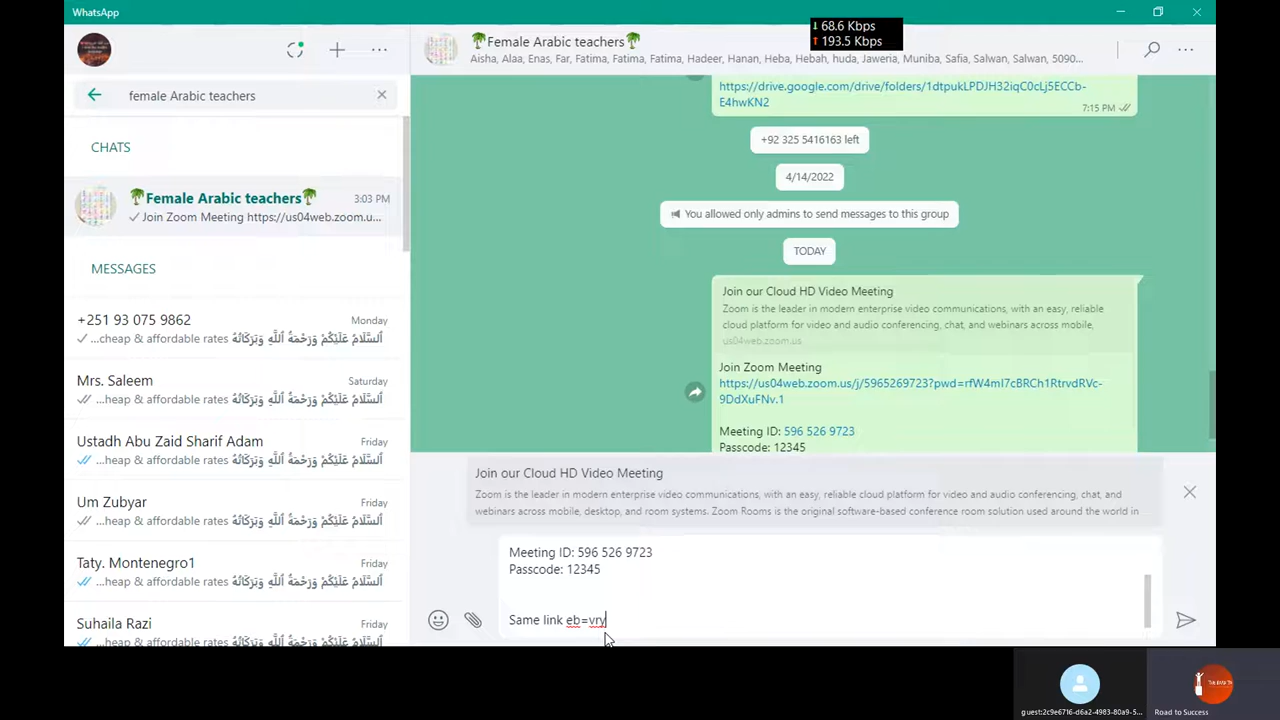 WhatsApp
↓ 68.6 Kbps
↑ 193.5 Kbps
🌴Female Arabic teachers🌴
Aisha, Alaa, Enas, Far, Fatima, Fatima, Fatima, Hadeer, Hanan, Heba, Hebah, huda, Jaweria, Muniba, Safia, Salwan, Salwan, 5090...
female Arabic teachers
CHATS
🌴Female Arabic teachers🌴
3:03 PM
Join Zoom Meeting https://us04web.zoom.u...
MESSAGES
+251 93 075 9862
Monday
...cheap & affordable rates ٱلسَّلَامُ عَلَيْكُمْ وَرَحْمَةُ ٱللَّٰهِ وَبَرَكَاتُهُ
Mrs. Saleem
Saturday
...cheap & affordable rates ٱلسَّلَامُ عَلَيْكُمْ وَرَحْمَةُ ٱللَّٰهِ وَبَرَكَاتُهُ
Ustadh Abu Zaid Sharif Adam
Friday
...cheap & affordable rates ٱلسَّلَامُ عَلَيْكُمْ وَرَحْمَةُ ٱللَّٰهِ وَبَرَكَاتُهُ
Um Zubyar
Friday
...cheap & affordable rates ٱلسَّلَامُ عَلَيْكُمْ وَرَحْمَةُ ٱللَّٰهِ وَبَرَكَاتُهُ
Taty. Montenegro1
Friday
...cheap & affordable rates ٱلسَّلَامُ عَلَيْكُمْ وَرَحْمَةُ ٱللَّٰهِ وَبَرَكَاتُهُ
Suhaila Razi
Friday
https://drive.google.com/drive/folders/1dtpukLPDJH32iqC0cLj5ECCb-
E4hwKN2
7:15 PM
+92 325 5416163 left
4/14/2022
You allowed only admins to send messages to this group
TODAY
Join our Cloud HD Video Meeting
Zoom is the leader in modern enterprise video communications, with an easy, reliable
cloud platform for video and audio conferencing, chat, and webinars across mobile,
us04web.zoom.us
Join Zoom Meeting
https://us04web.zoom.us/j/5965269723?pwd=rfW4mI7cBRCh1RtrvdRVc-
9DdXuFNv.1
Meeting ID: 596 526 9723
Passcode: 12345
Join our Cloud HD Video Meeting
Zoom is the leader in modern enterprise video communications, with an easy, reliable cloud platform for video and audio conferencing, chat, and
webinars across mobile, desktop, and room systems. Zoom Rooms is the original software-based conference room solution used around the world in
Meeting ID: 596 526 9723
Passcode: 12345
Same link eb=vry
guest:2c9e6716-d6a2-4983-80a9-5...
Road to Success